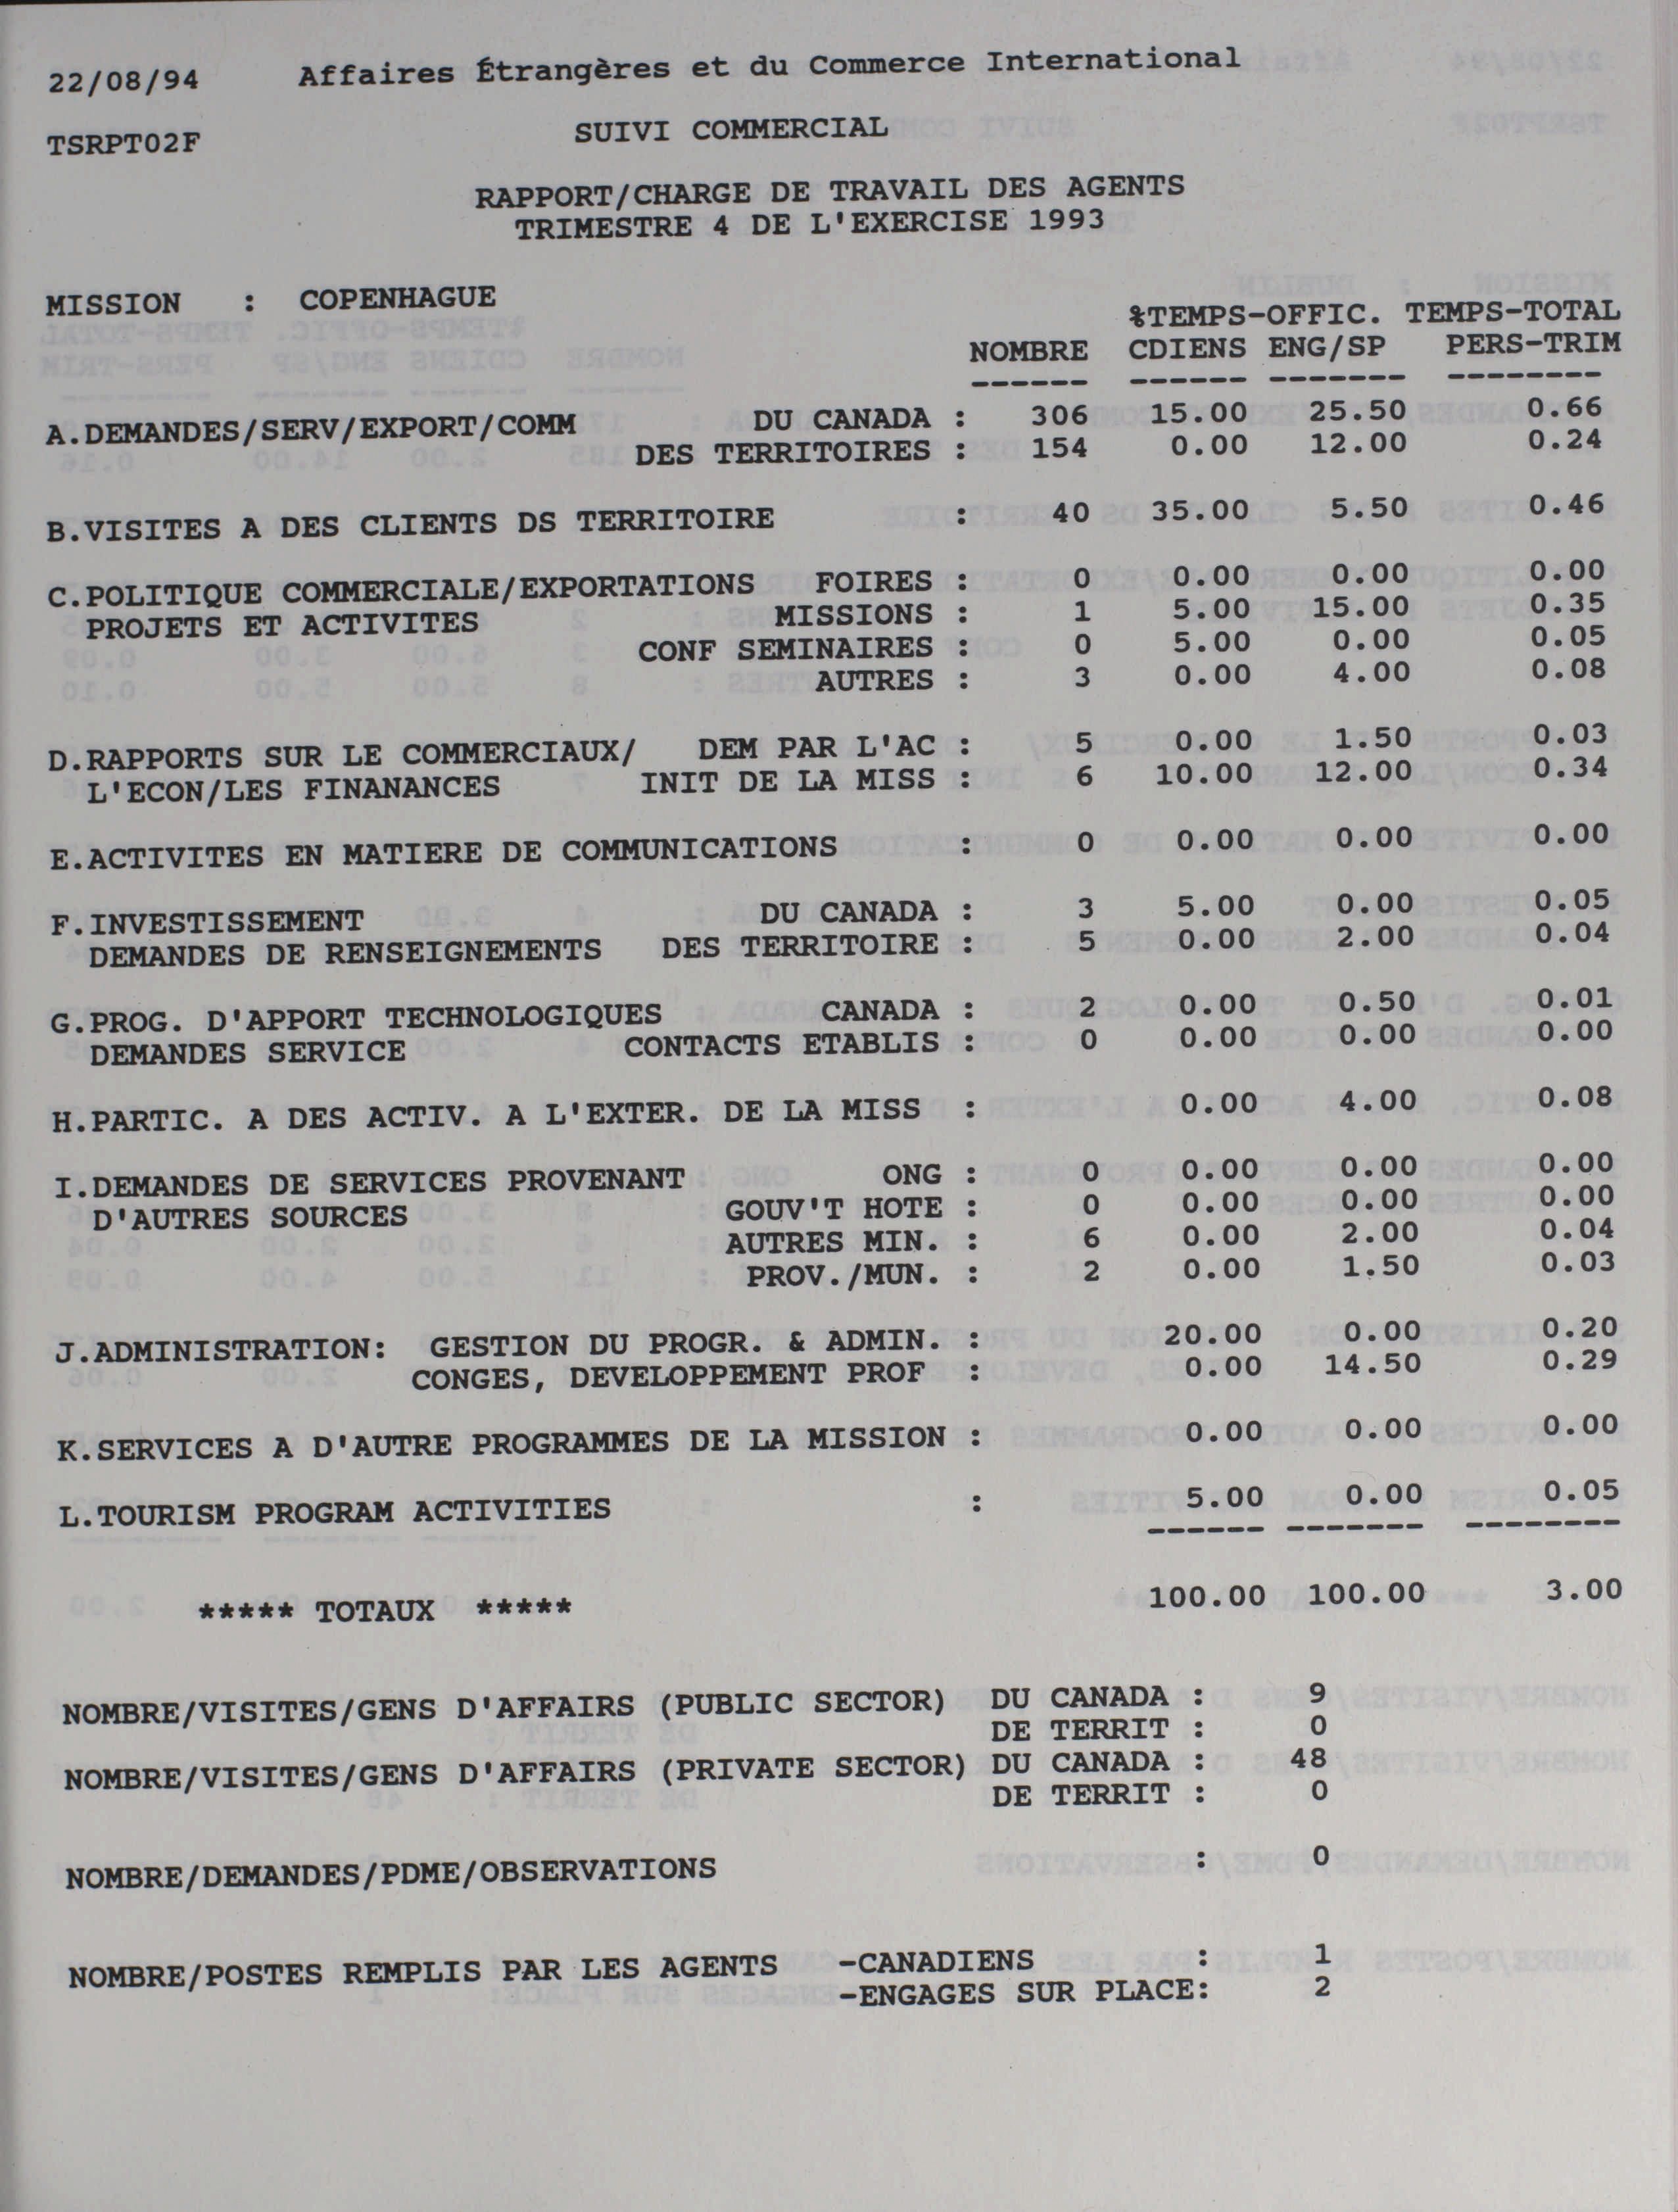 22/08/94 Affaires Étrangères et du Commerce International
TSRPT02F SUIVI COMMERCIAL
RAPPORT/CHARGE DE TRAVAIL DES AGENTS
TRIMESTRE 4 DE L'EXERCISE 1993
MISSION : COPENHAGUE
%TEMPS-OFFIC. TEMPS-TOTAL
NOMBRE CDIENS ENG/SP PERS-TRIM
------ ------ ------- --------
A.DEMANDES/SERV/EXPORT/COMM DU CANADA : 306 15.00 25.50 0.66
DES TERRITOIRES : 154 0.00 12.00 0.24
B.VISITES A DES CLIENTS DS TERRITOIRE : 40 35.00 5.50 0.46
C.POLITIQUE COMMERCIALE/EXPORTATIONS FOIRES : 0 0.00 0.00 0.00
PROJETS ET ACTIVITES MISSIONS : 1 5.00 15.00 0.35
CONF SEMINAIRES : 0 5.00 0.00 0.05
AUTRES : 3 0.00 4.00 0.08
D.RAPPORTS SUR LE COMMERCIAUX/ DEM PAR L'AC : 5 0.00 1.50 0.03
L'ECON/LES FINANANCES INIT DE LA MISS : 6 10.00 12.00 0.34
E.ACTIVITES EN MATIERE DE COMMUNICATIONS : 0 0.00 0.00 0.00
F.INVESTISSEMENT DU CANADA : 3 5.00 0.00 0.05
DEMANDES DE RENSEIGNEMENTS DES TERRITOIRE : 5 0.00 2.00 0.04
G.PROG. D'APPORT TECHNOLOGIQUES CANADA : 2 0.00 0.50 0.01
DEMANDES SERVICE CONTACTS ETABLIS : 0 0.00 0.00 0.00
H.PARTIC. A DES ACTIV. A L'EXTER. DE LA MISS : 0.00 4.00 0.08
I.DEMANDES DE SERVICES PROVENANT ONG : 0 0.00 0.00 0.00
D'AUTRES SOURCES GOUV'T HOTE : 0 0.00 0.00 0.00
AUTRES MIN. : 6 0.00 2.00 0.04
PROV./MUN. : 2 0.00 1.50 0.03
J.ADMINISTRATION: GESTION DU PROGR. & ADMIN. : 20.00 0.00 0.20
CONGES, DEVELOPPEMENT PROF : 0.00 14.50 0.29
K.SERVICES A D'AUTRE PROGRAMMES DE LA MISSION : 0.00 0.00 0.00
L.TOURISM PROGRAM ACTIVITIES : 5.00 0.00 0.05
------ ------- --------
***** TOTAUX ***** 100.00 100.00 3.00
NOMBRE/VISITES/GENS D'AFFAIRS (PUBLIC SECTOR) DU CANADA : 9
DE TERRIT : 0
NOMBRE/VISITES/GENS D'AFFAIRS (PRIVATE SECTOR) DU CANADA : 48
DE TERRIT : 0
NOMBRE/DEMANDES/PDME/OBSERVATIONS : 0
NOMBRE/POSTES REMPLIS PAR LES AGENTS -CANADIENS : 1
-ENGAGES SUR PLACE: 2